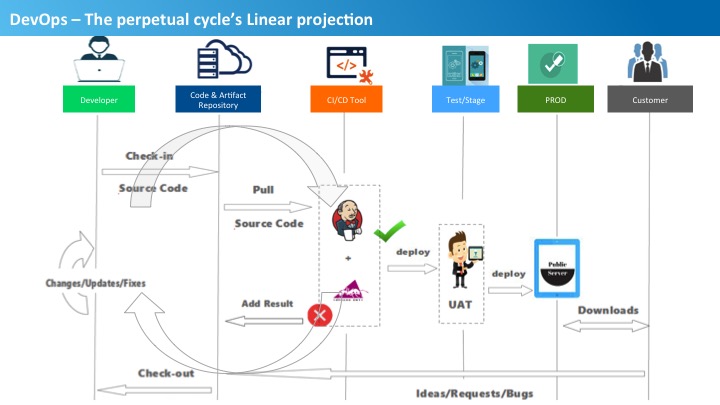 DevOps – The perpetual cycle's Linear projection
Developer
Code & Artifact
Repository
CI/CD Tool
Test/Stage
PROD
Customer
Check-in
Source Code
Pull
Source Code
+
deploy
Public
Server
deploy
Changes/Updates/Fixes
UAT
Add Result
Downloads
Check-out
Ideas/Requests/Bugs